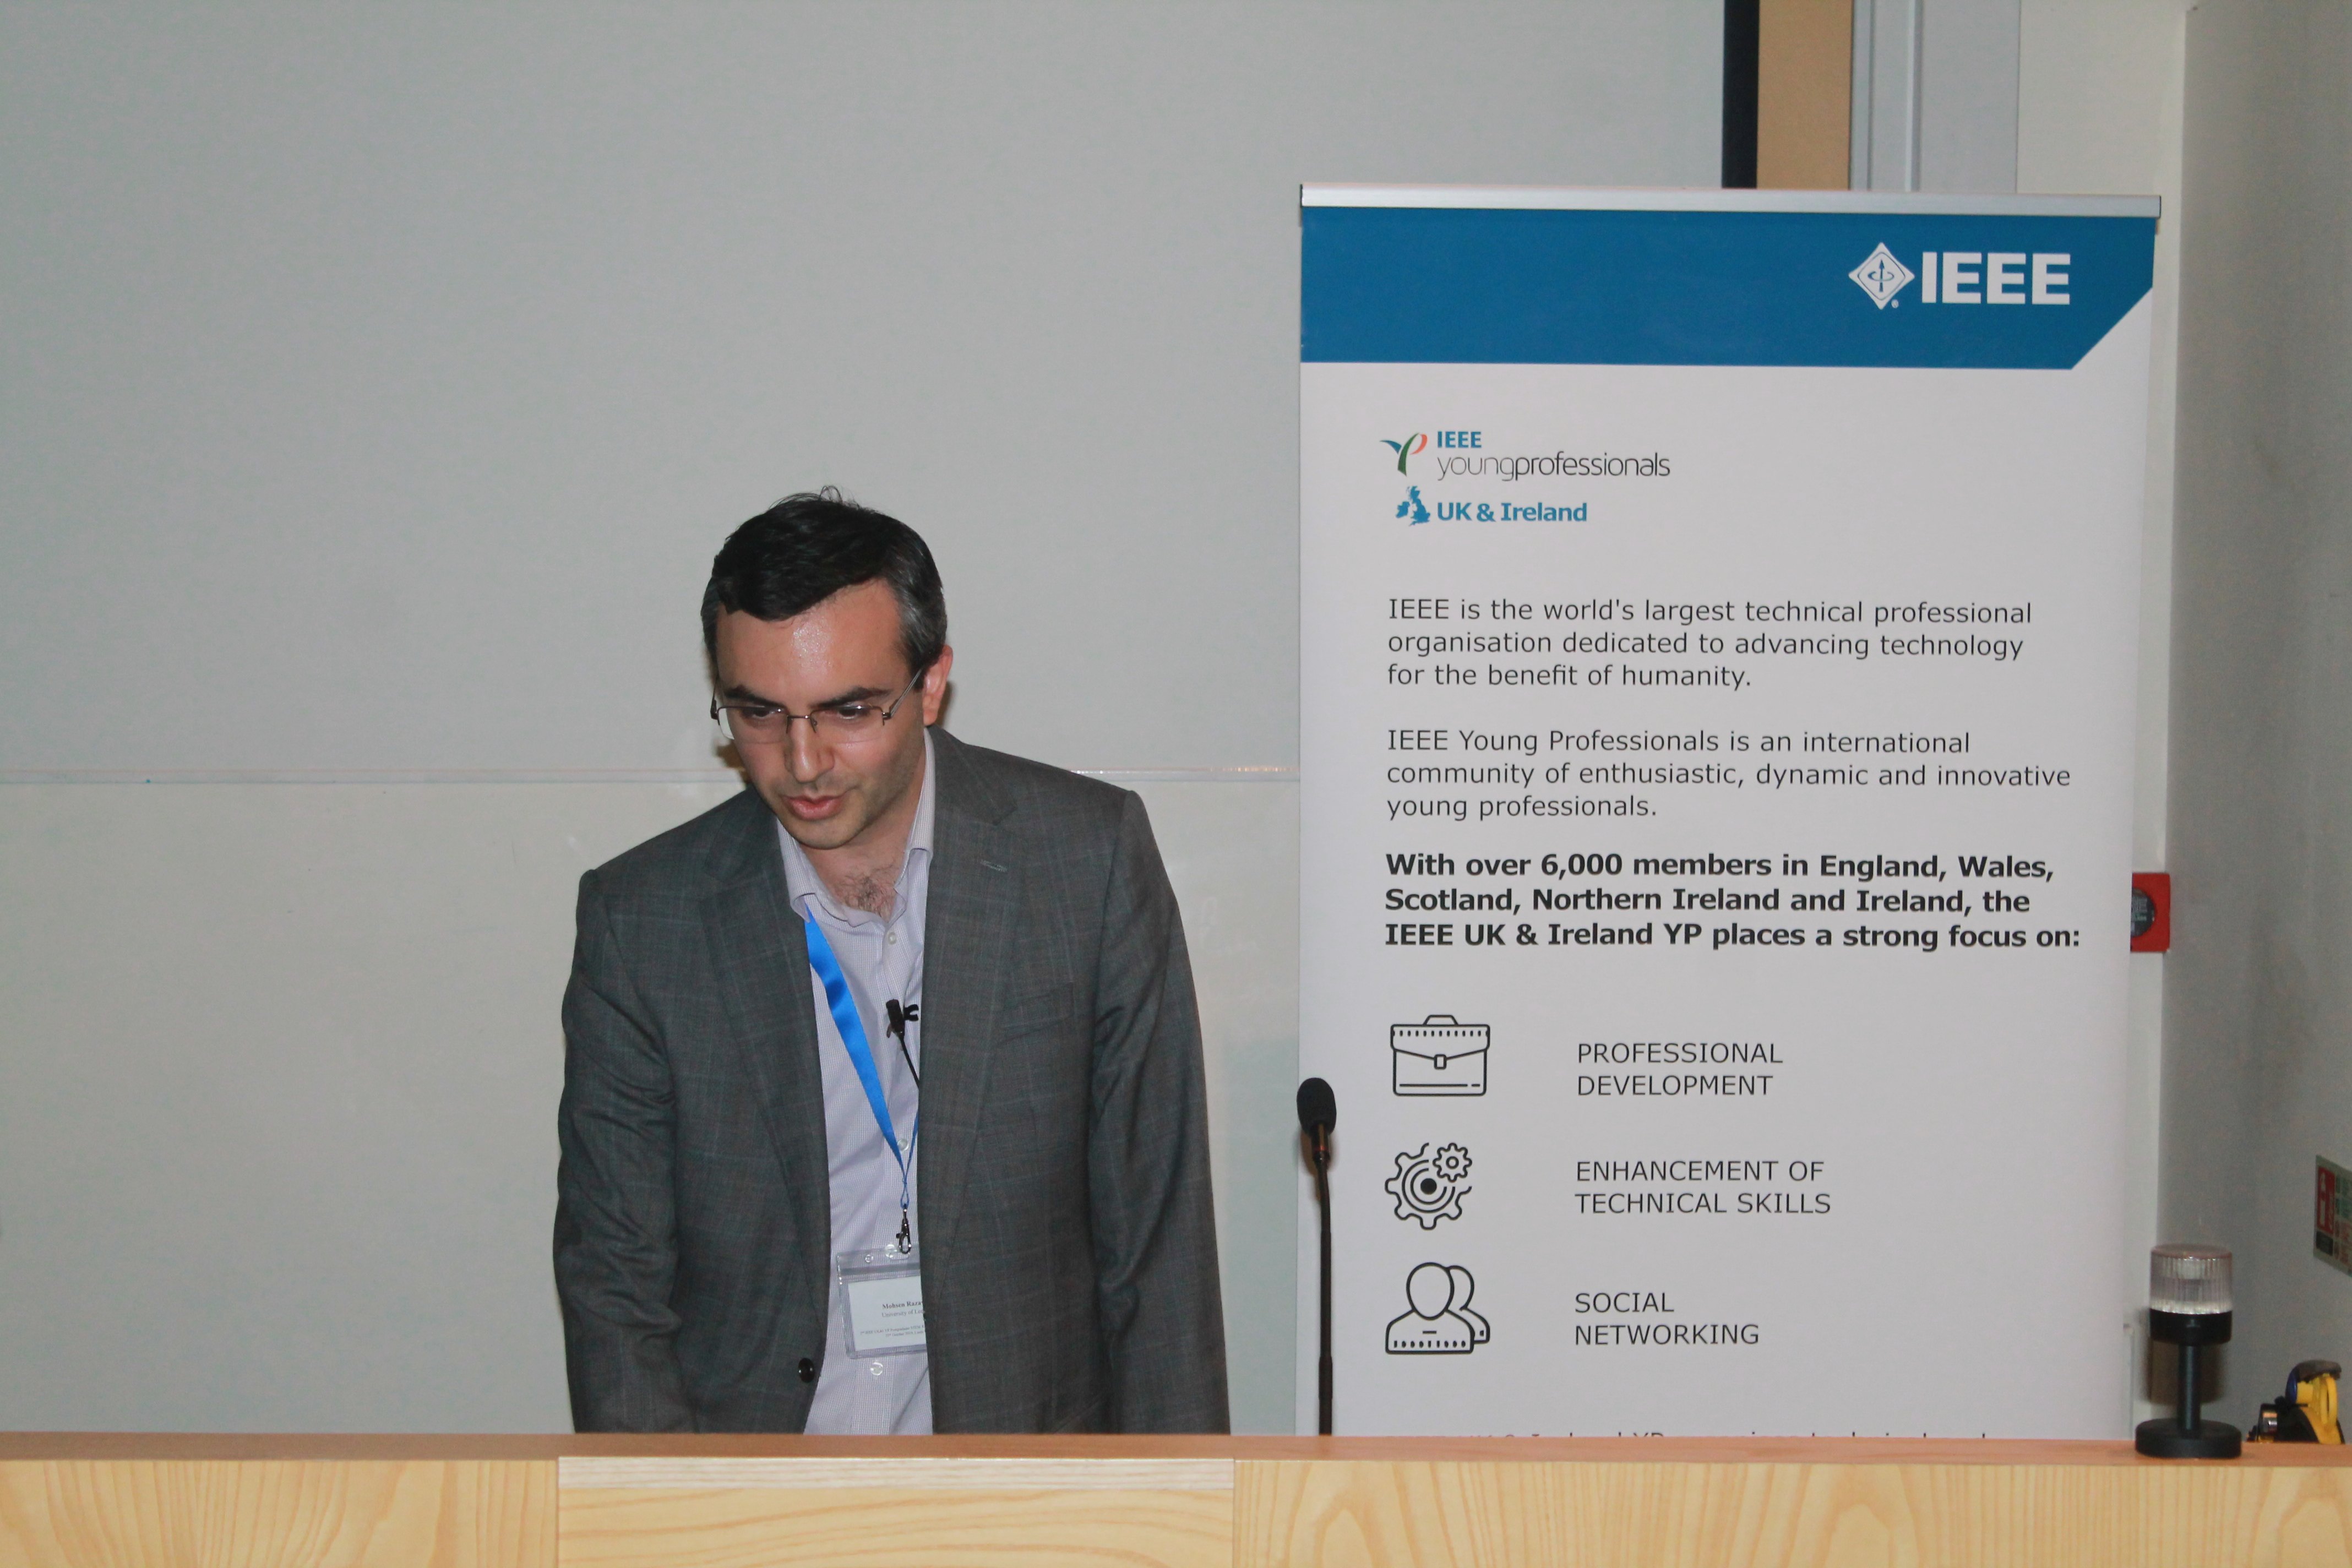 IEEE
IEEE
youngprofessionals
UK & Ireland
IEEE is the world's largest technical professional
organisation dedicated to advancing technology
for the benefit of humanity.
IEEE Young Professionals is an international
community of enthusiastic, dynamic and innovative
young professionals.
With over 6,000 members in England, Wales,
Scotland, Northern Ireland and Ireland, the
IEEE UK & Ireland YP places a strong focus on:
PROFESSIONAL
DEVELOPMENT
ENHANCEMENT OF
TECHNICAL SKILLS
SOCIAL
NETWORKING
Mohsen
University of